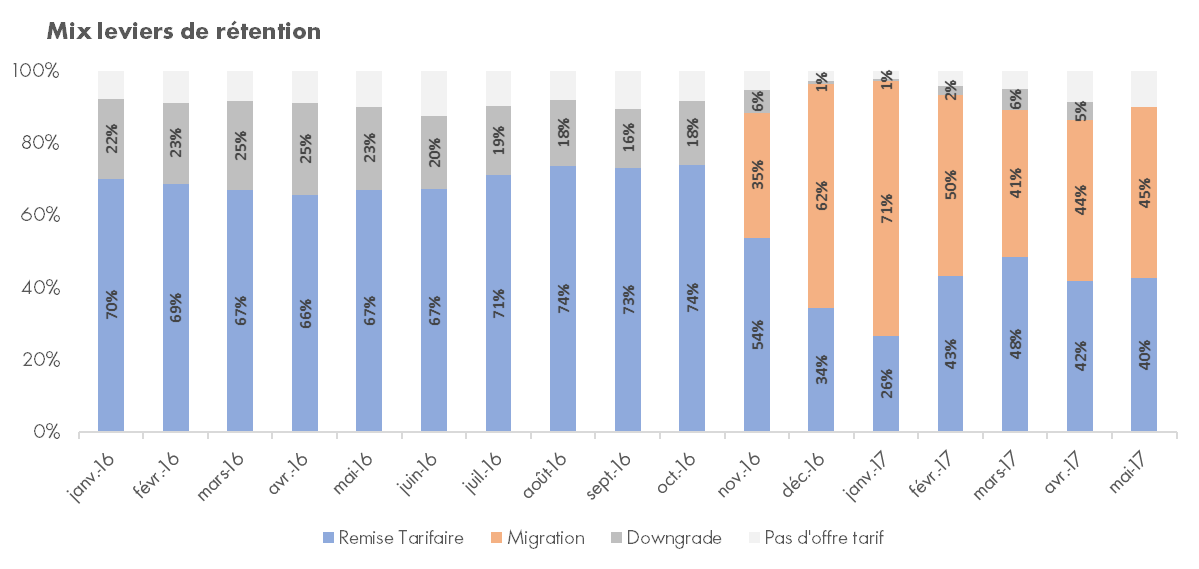 Mix leviers de rétention
100%
80%
60%
40%
20%
0%
22% 23% 25% 25% 23% 20% 19% 18% 16% 18% 6% 1% 1% 2% 6% 5%
35% 62% 71% 50% 41% 44% 45%
70% 69% 67% 66% 67% 67% 71% 74% 73% 74% 54% 34% 26% 43% 48% 42% 40%
janv.-16 févr.-16 mars-16 avr.-16 mai-16 juin-16 juil.-16 août-16 sept.-16 oct.-16 nov.-16 déc.-16 janv.-17 févr.-17 mars-17 avr.-17 mai-17
Remise Tarifaire Migration Downgrade Pas d'offre tarif